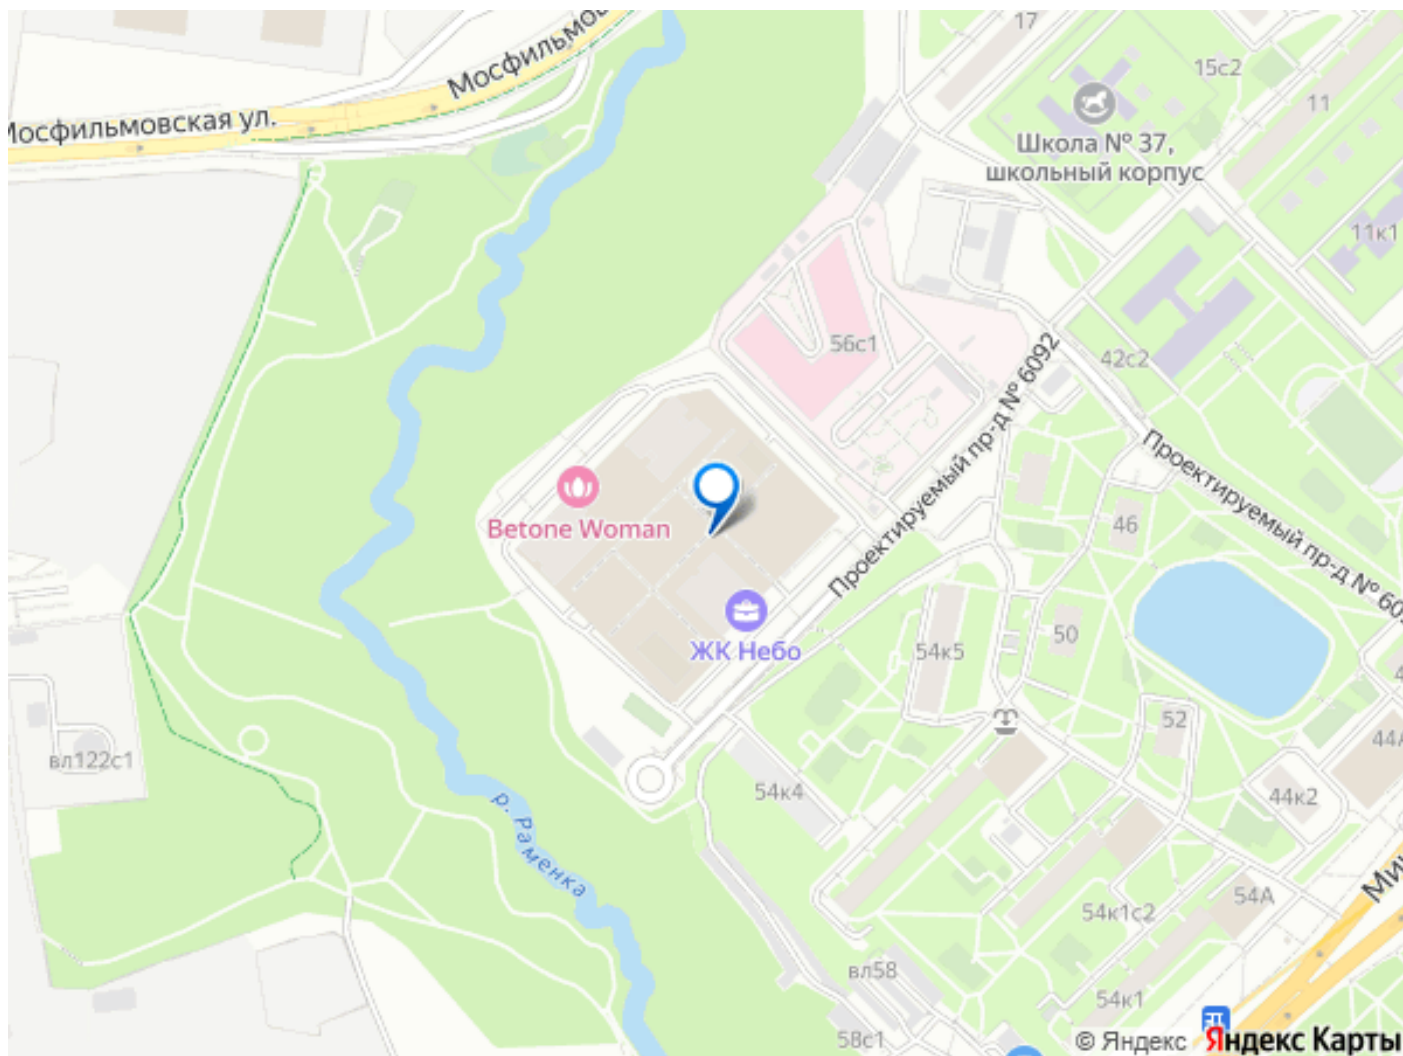 17
15с2
11
Мосфильмовская ул.
Школа № 37,
школьный корпус
11к1
56с1
42с2
Проектируемый пр-д № 6092
Проектируемый пр-д №
46
Betone Woman
ЖК Небо
50
54к5
52
вл122с1
54к4
44к2
р. Раменка
54А
54к1с2
вл58
54к1
58с1
© Яндекс Яндекс Карты